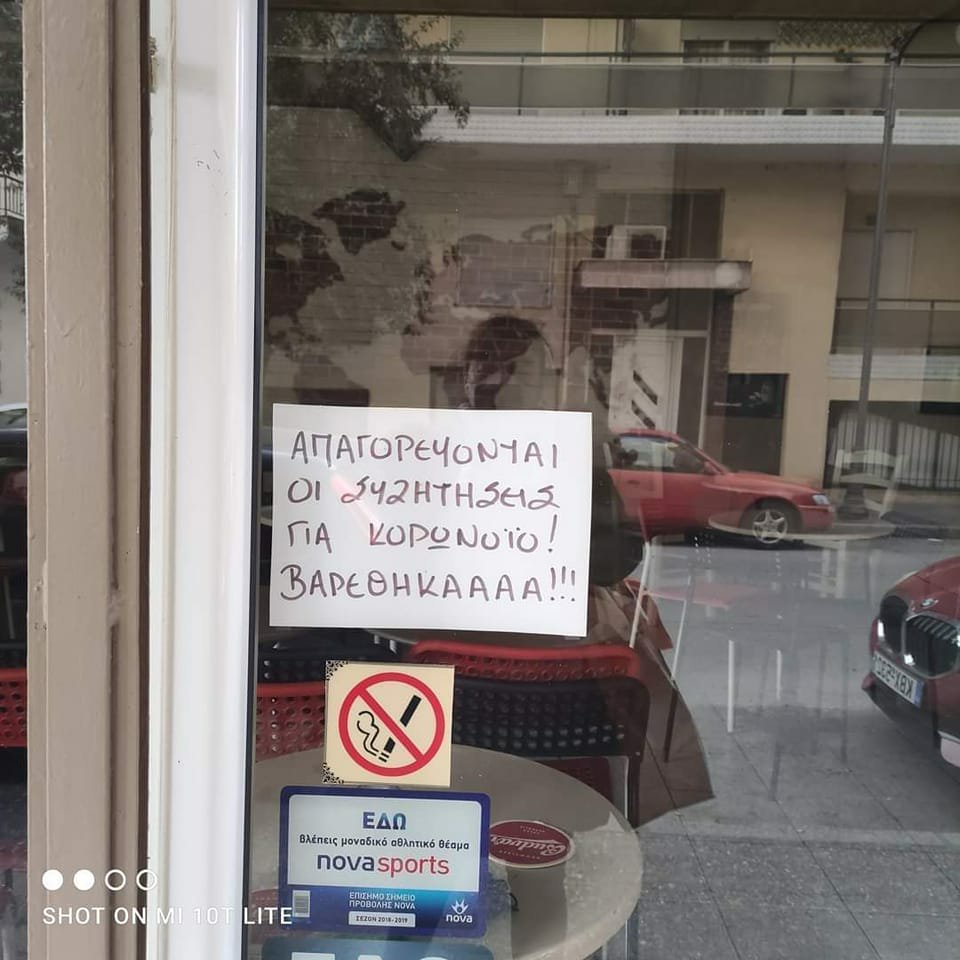 ΑΠΑΓΟΡΕΥΟΝΤΑΙ
ΟΙ ΣΥΖΗΤΗΣΕΙΣ
ΓΙΑ ΚΟΡΩΝΟΪΟ!
ΒΑΡΕΘΗΚΑΑΑΑ!!!
ΕΔΩ
βλέπεις μοναδικό αθλητικό θέαμα
novasports
ΕΠΙΣΗΜΟ ΣΗΜΕΙΟ
ΠΡΟΒΟΛΗΣ NOVA
ΣΕΖΟΝ 2018-2019
nova
SHOT ON MI 10T LITE